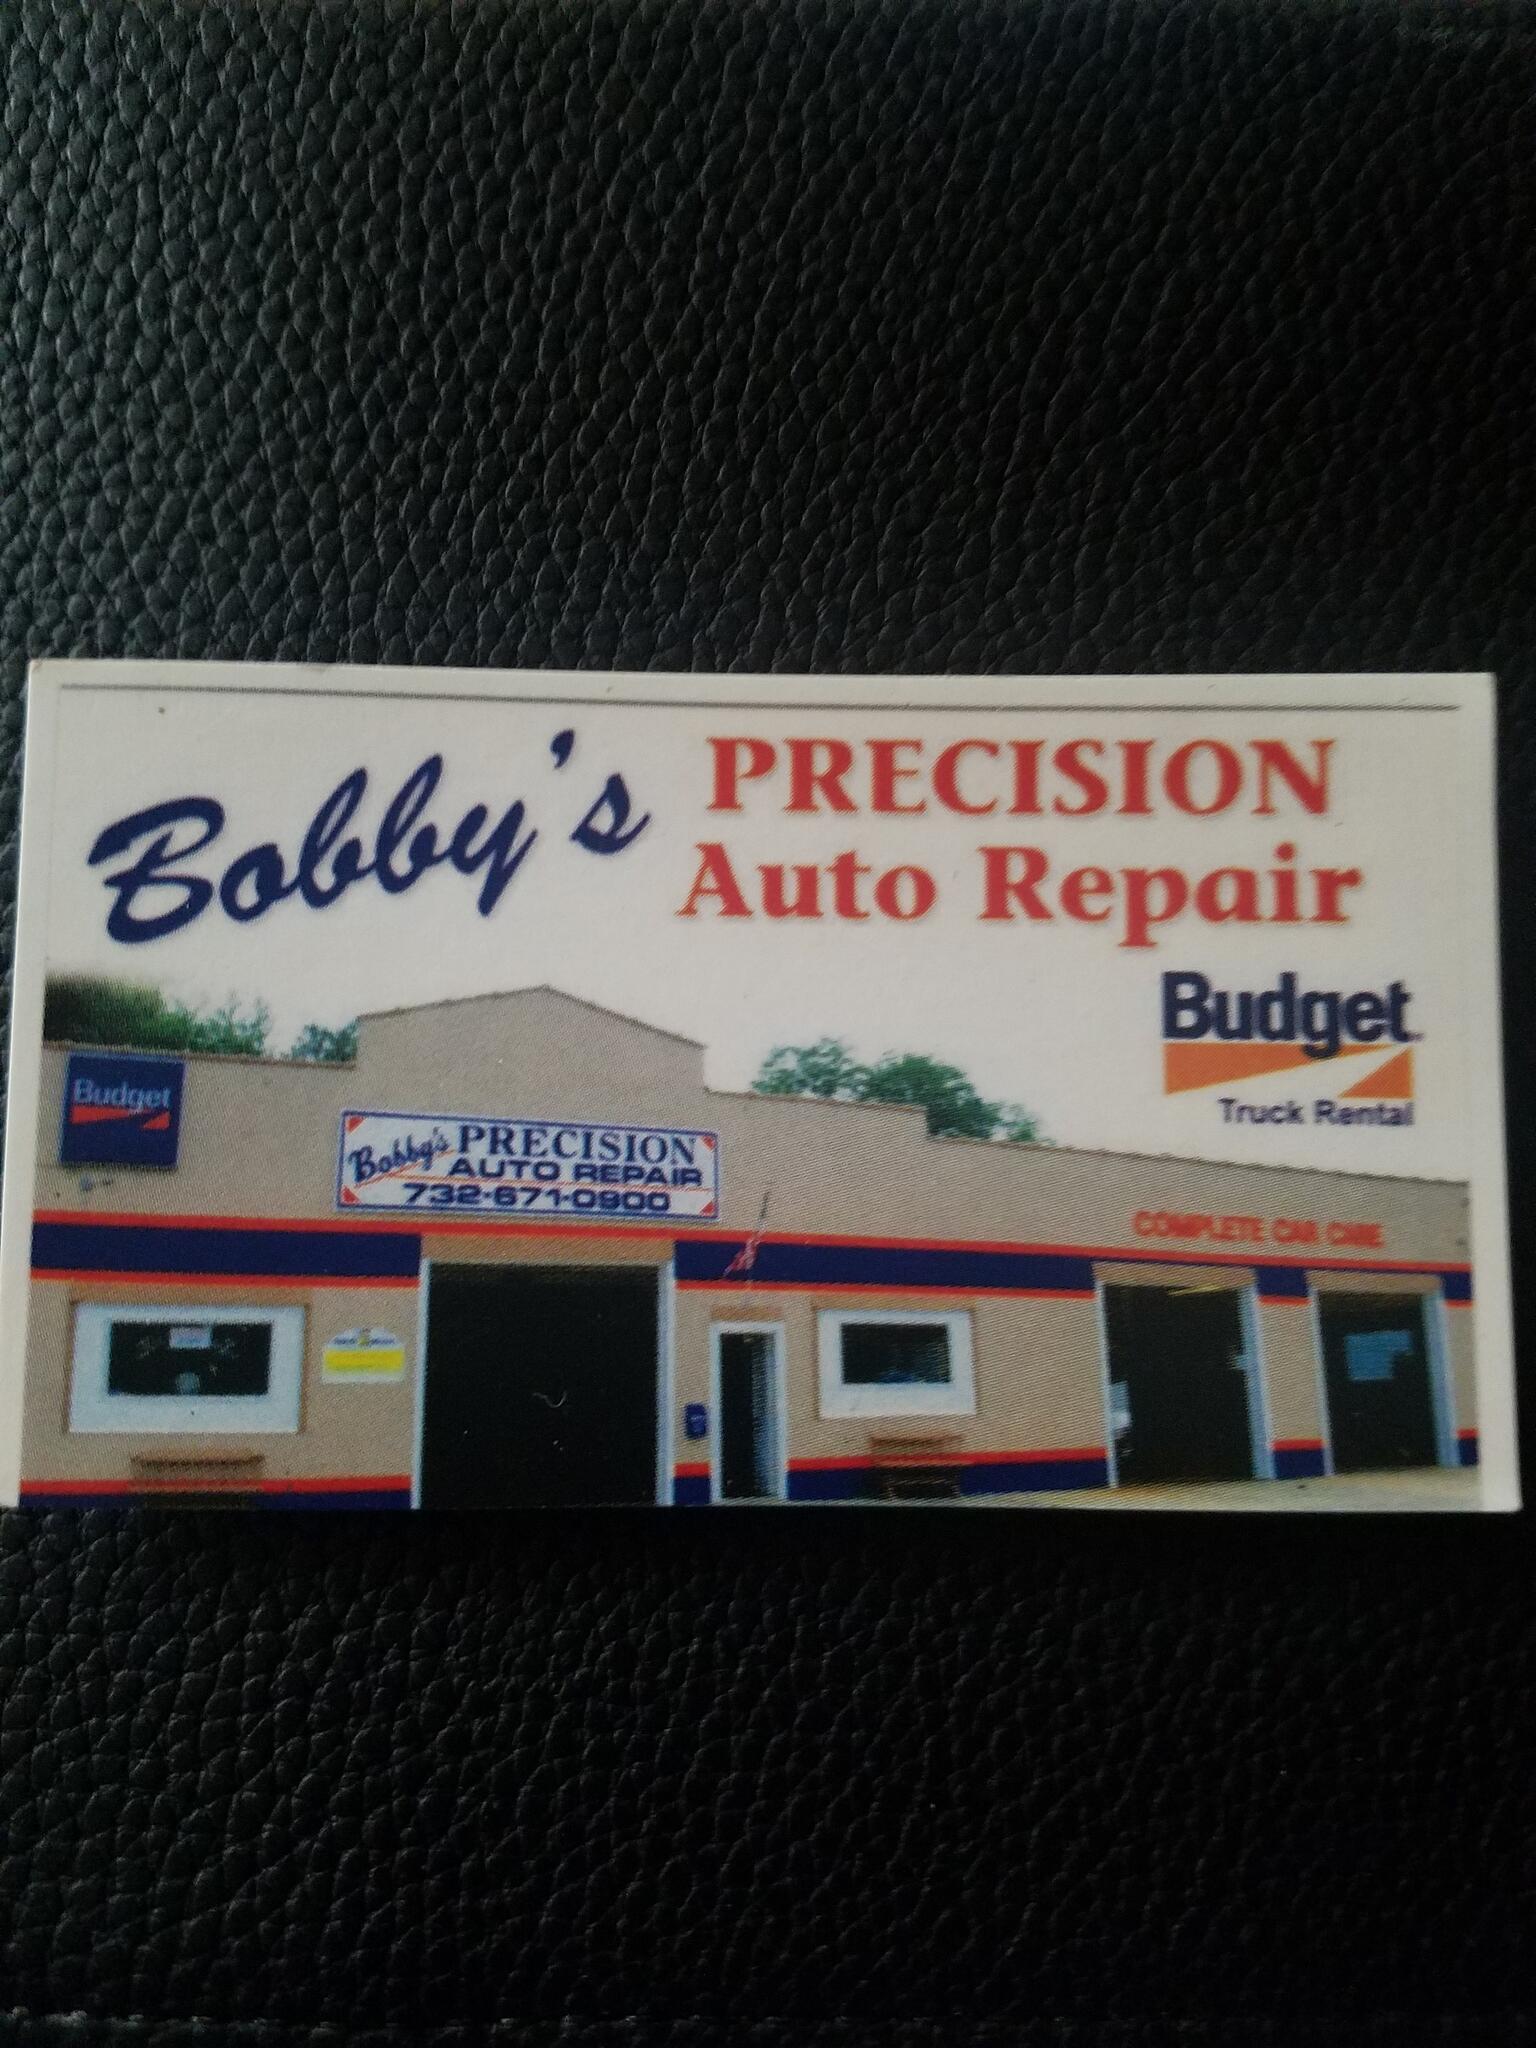 Bobby's PRECISION
Auto Repair
Budget
Truck Rental
Budget
Bobby's PRECISION
AUTO REPAIR
732-671-0900
COMPLETE CAR CARE